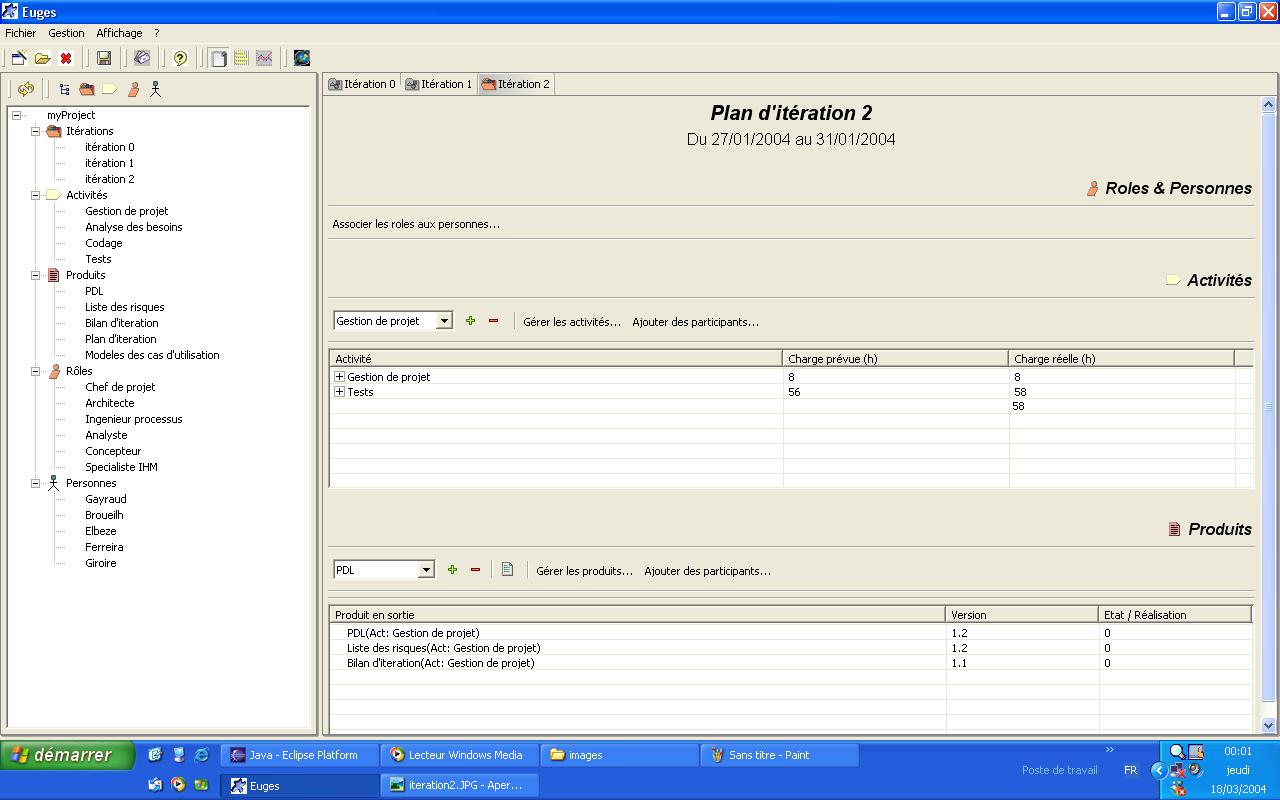 Euges
Fichier Gestion Affichage ?
myProject
Itérations
itération 0
itération 1
itération 2
Activités
Gestion de projet
Analyse des besoins
Codage
Tests
Produits
PDL
Liste des risques
Bilan d'iteration
Plan d'iteration
Modeles des cas d'utilisation
Rôles
Chef de projet
Architecte
Ingenieur processus
Analyste
Concepteur
Specialiste IHM
Personnes
Gayraud
Broueilh
Elbeze
Ferreira
Giroire
Itération 0 Itération 1 Itération 2
Plan d'itération 2
Du 27/01/2004 au 31/01/2004
Roles & Personnes
Associer les roles aux personnes...
Activités
Gestion de projet Gérer les activités... Ajouter des participants...
Activité Charge prévue (h) Charge réelle (h)
Gestion de projet 8 8
Tests 56 58
58
Produits
PDL Gérer les produits... Ajouter des participants...
Produit en sortie Version Etat / Réalisation
PDL(Act: Gestion de projet) 1.2 0
Liste des risques(Act: Gestion de projet) 1.2 0
Bilan d'iteration(Act: Gestion de projet) 1.1 0
démarrer Java - Eclipse Platform Lecteur Windows Media images Sans titre - Paint
Euges iteration2.JPG - Aper...
Poste de travail » FR
00:01
jeudi
18/03/2004